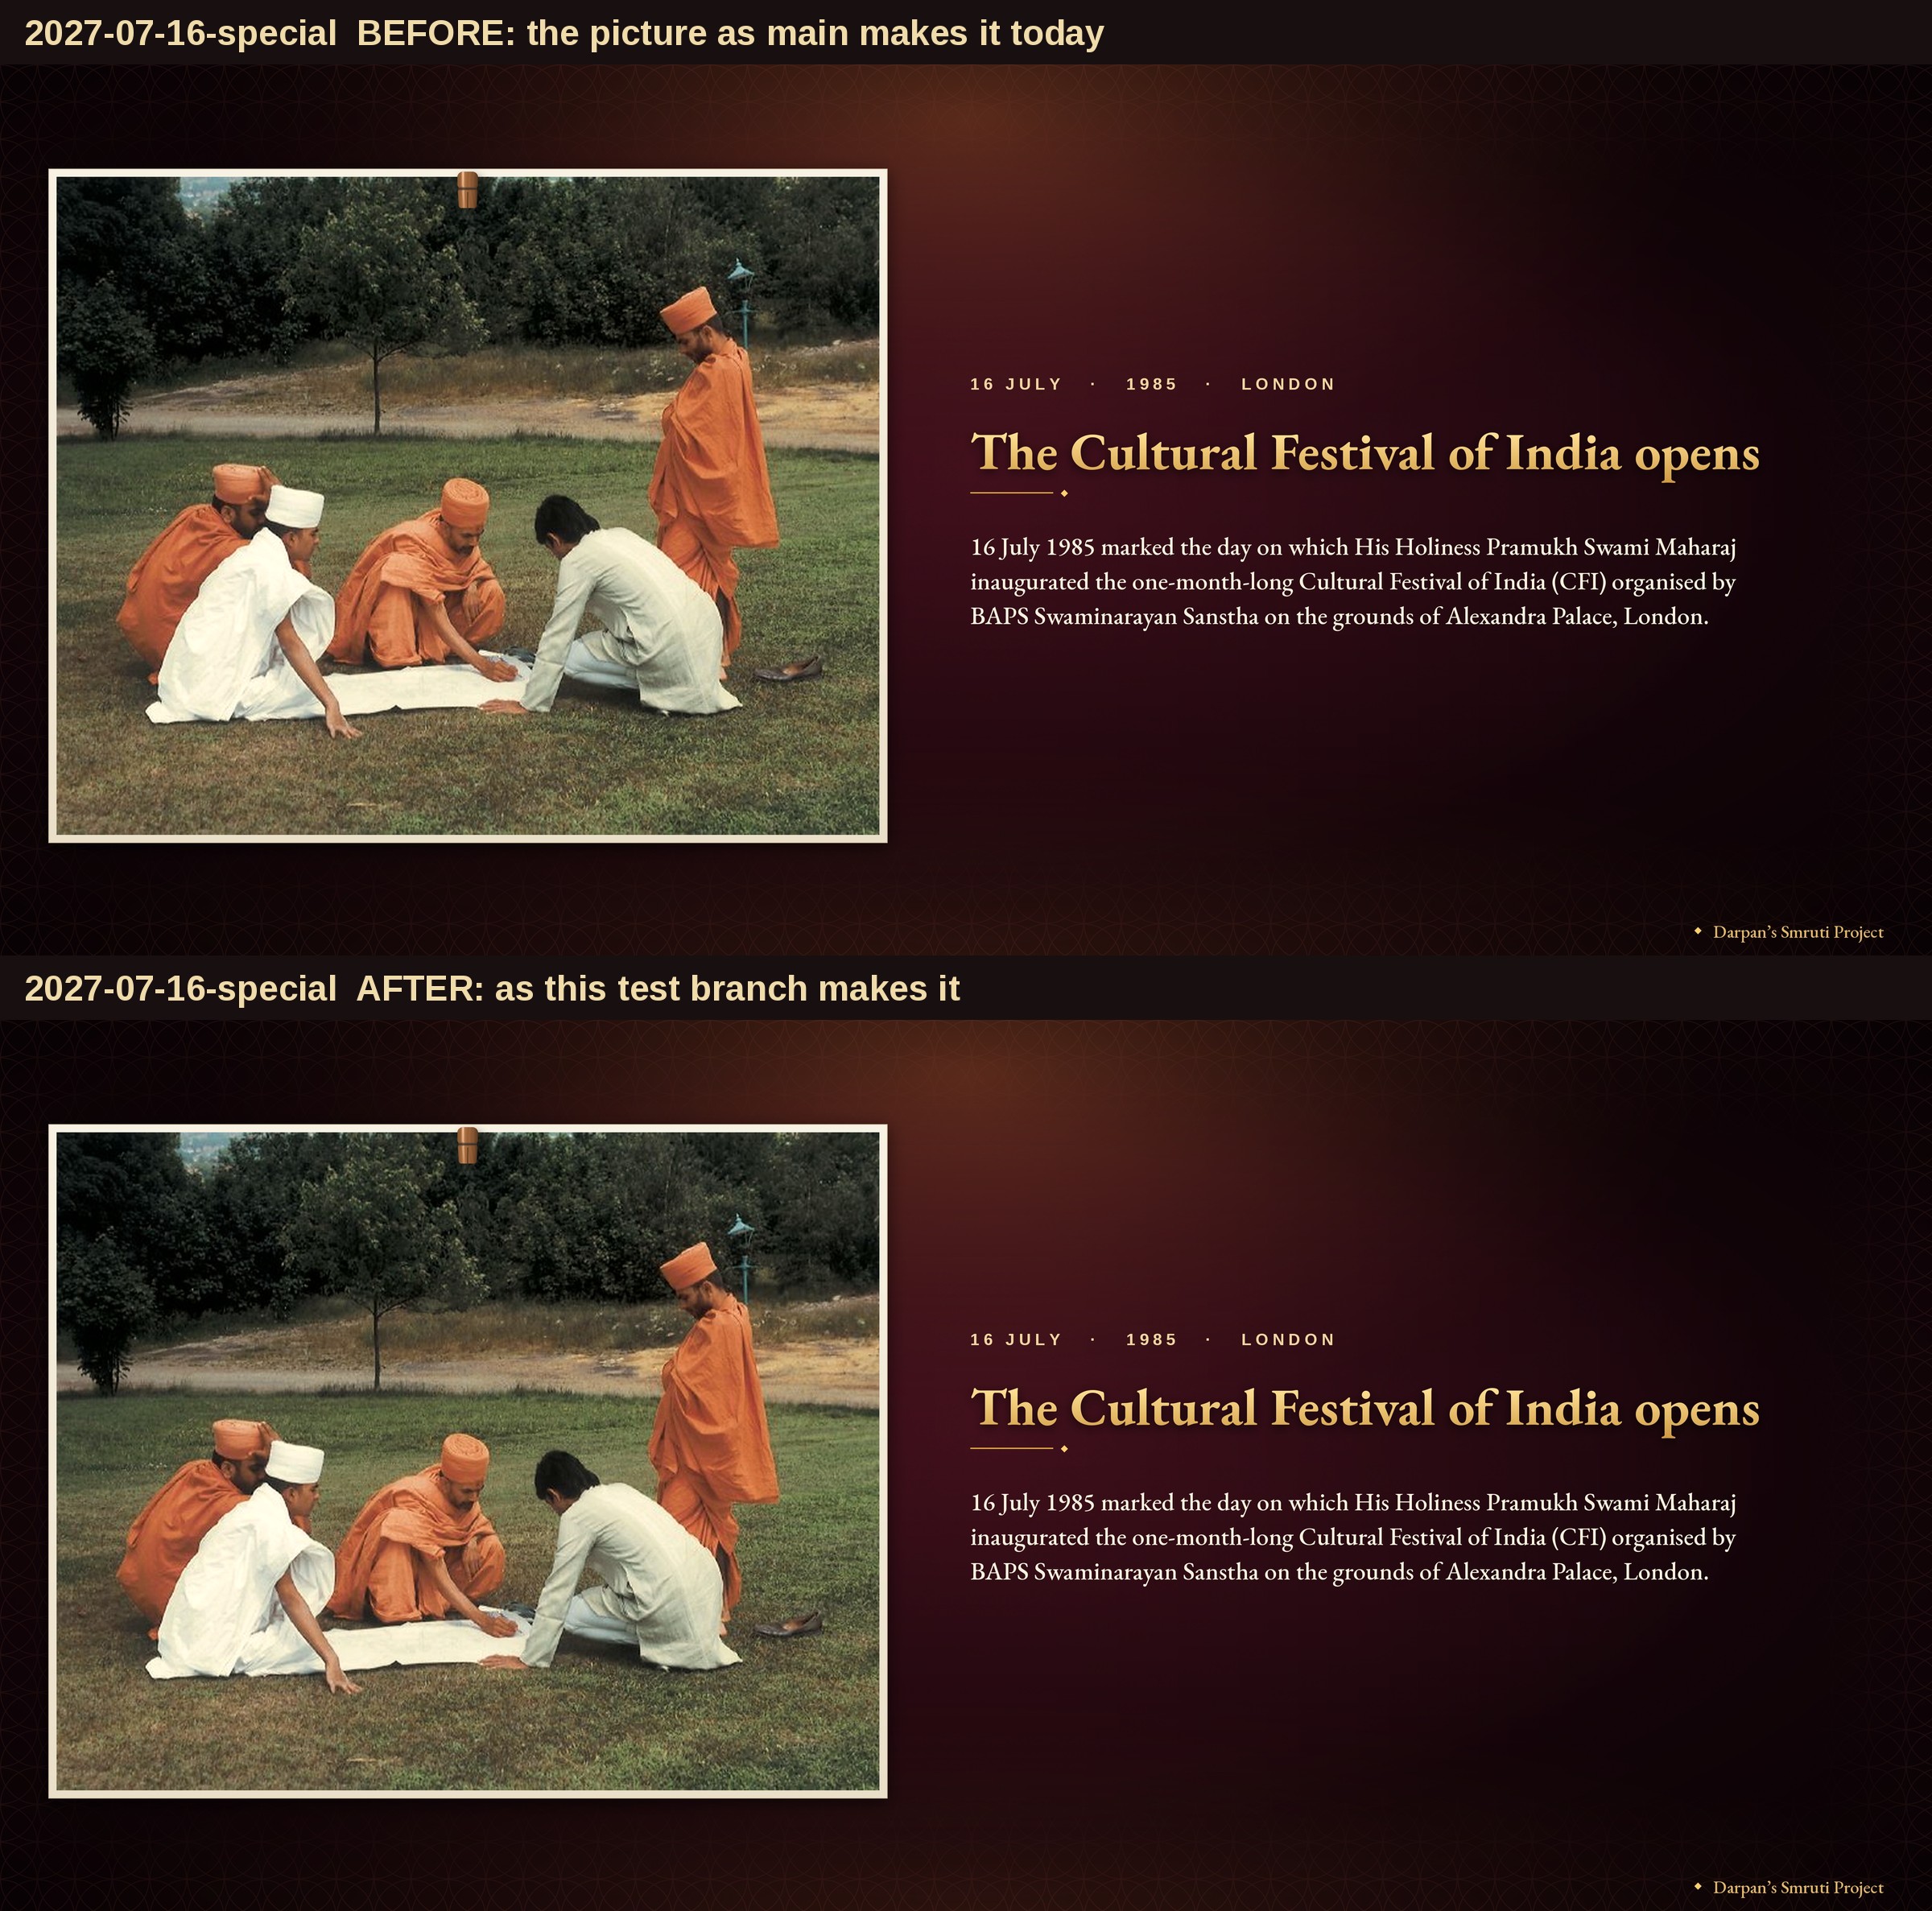 2027-07-16-special  BEFORE: the picture as main makes it today
16 JULY · 1985 · LONDON
The Cultural Festival of India opens
16 July 1985 marked the day on which His Holiness Pramukh Swami Maharaj
inaugurated the one-month-long Cultural Festival of India (CFI) organised by
BAPS Swaminarayan Sanstha on the grounds of Alexandra Palace, London.
Darpan’s Smruti Project
2027-07-16-special  AFTER: as this test branch makes it
16 JULY · 1985 · LONDON
The Cultural Festival of India opens
16 July 1985 marked the day on which His Holiness Pramukh Swami Maharaj
inaugurated the one-month-long Cultural Festival of India (CFI) organised by
BAPS Swaminarayan Sanstha on the grounds of Alexandra Palace, London.
Darpan’s Smruti Project